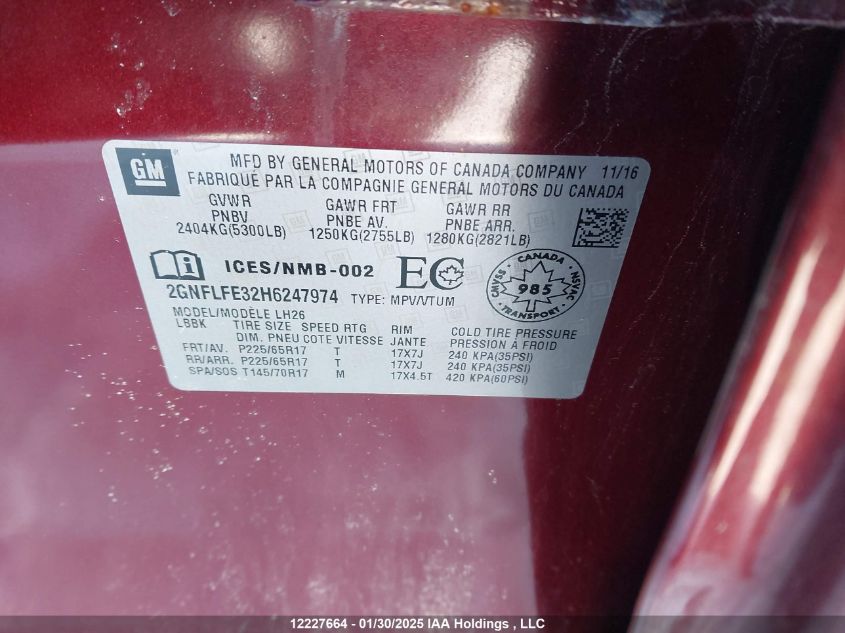 GM
MFD BY GENERAL MOTORS OF CANADA COMPANY 11/16
FABRIQUÉ PAR LA COMPAGNIE GENERAL MOTORS DU CANADA
GVWR GAWR FRT GAWR RR
PNBV PNBE AV. PNBE ARR.
2404KG(5300LB) 1250KG(2755LB) 1280KG(2821LB)
ICES/NMB-002 EC
CANADA
CMVSS 985 NSVAC
TRANSPORT
2GNFLFE32H6247974 TYPE: MPV/VTUM
MODEL/MODÈLE LH26
LBBK TIRE SIZE SPEED RTG RIM COLD TIRE PRESSURE
DIM. PNEU COTE VITESSE JANTE PRESSION À FROID
FRT/AV. P225/65R17 T 17X7J 240 KPA(35PSI)
RR/ARR. P225/65R17 T 17X7J 240 KPA(35PSI)
SPA/SOS T145/70R17 M 17X4.5T 420 KPA(60PSI)
12227664 - 01/30/2025 IAA Holdings , LLC